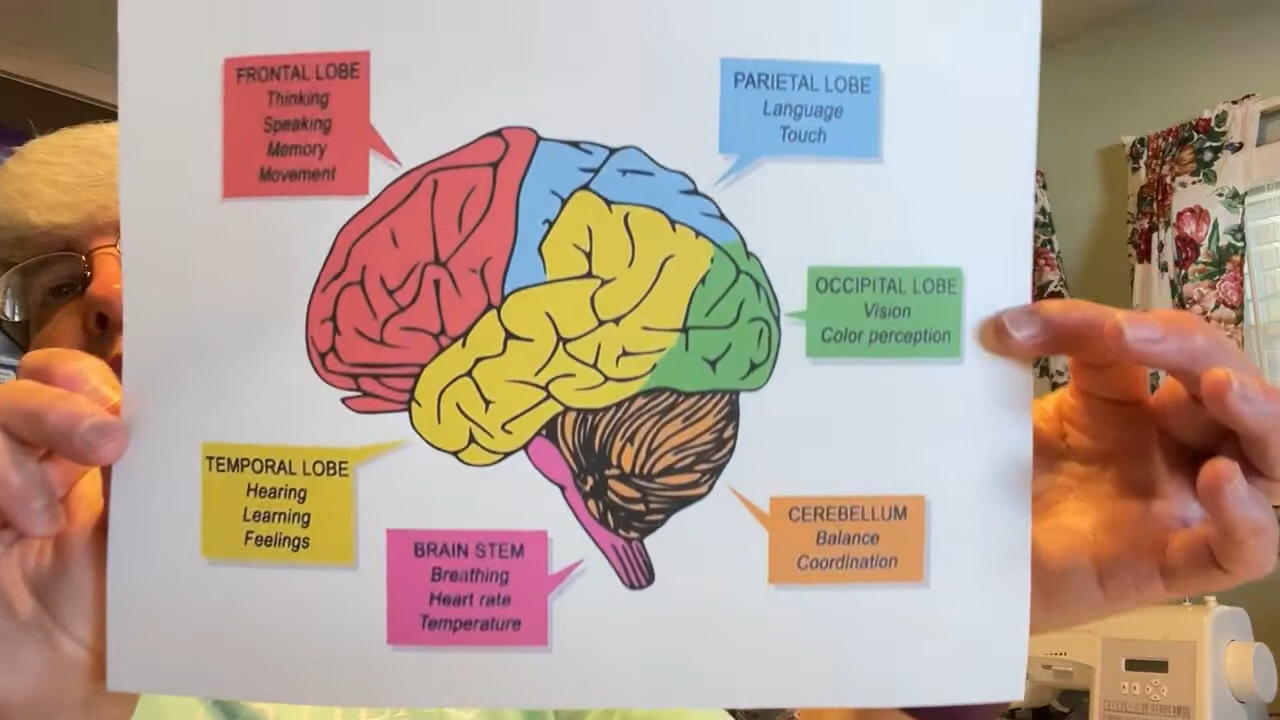 FRONTAL LOBE
Thinking
Speaking
Memory
Movement
PARIETAL LOBE
Language
Touch
OCCIPITAL LOBE
Vision
Color perception
TEMPORAL LOBE
Hearing
Learning
Feelings
BRAIN STEM
Breathing
Heart rate
Temperature
CEREBELLUM
Balance
Coordination